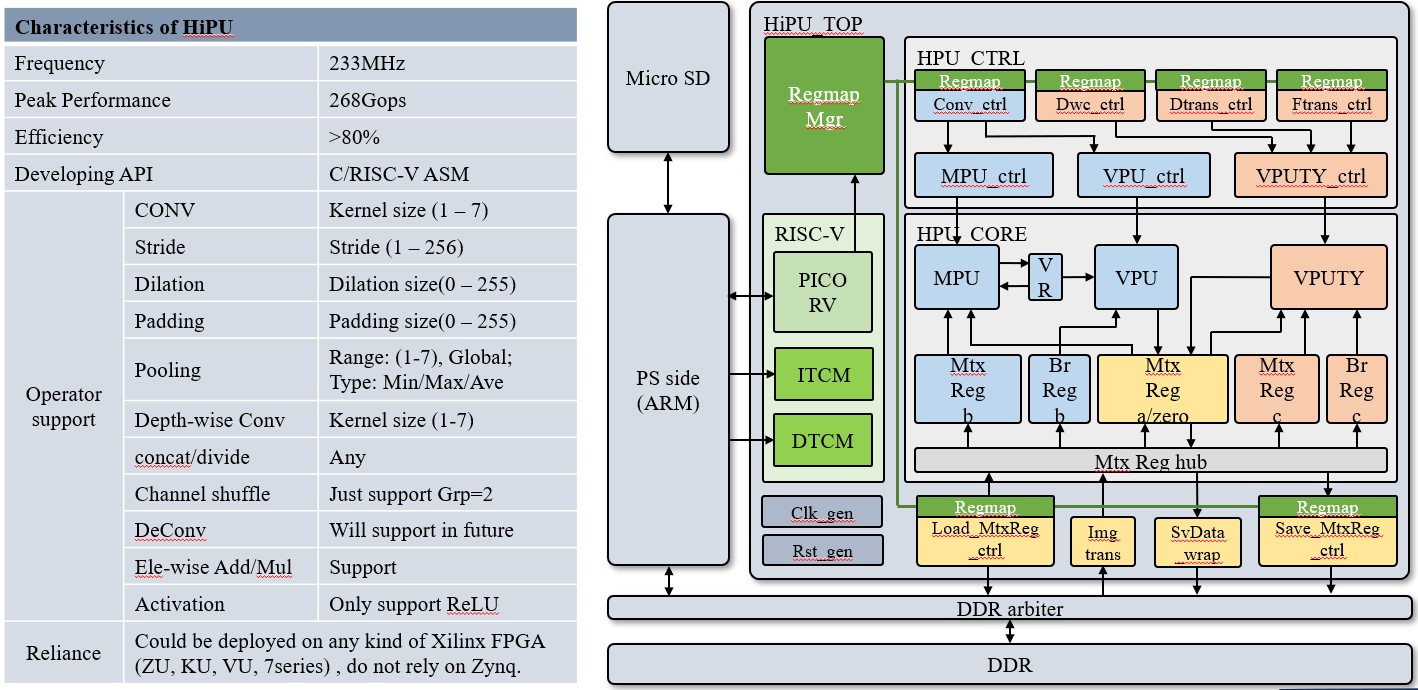 Characteristics of HiPU
Frequency
233MHz
Peak Performance
268Gops
Efficiency
>80%
Developing API
C/RISC-V ASM
Operator
support
CONV
Kernel size (1 – 7)
Stride
Stride (1 – 256)
Dilation
Dilation size(0 – 255)
Padding
Padding size(0 – 255)
Pooling
Range: (1-7), Global;
Type: Min/Max/Ave
Depth-wise Conv
Kernel size (1-7)
concat/divide
Any
Channel shuffle
Just support Grp=2
DeConv
Will support in future
Ele-wise Add/Mul
Support
Activation
Only support ReLU
Reliance
Could be deployed on any kind of Xilinx FPGA
(ZU, KU, VU, 7series) , do not rely on Zynq.
Micro SD
PS side
(ARM)
HiPU_TOP
Regmap
Mgr
RISC-V
PICO
RV
ITCM
DTCM
Clk_gen
Rst_gen
HPU_CTRL
Regmap
Conv_ctrl
Regmap
Dwc_ctrl
Regmap
Dtrans_ctrl
Regmap
Ftrans_ctrl
MPU_ctrl
VPU_ctrl
VPUTY_ctrl
HPU_CORE
MPU
V
R
VPU
VPUTY
Mtx
Reg
b
Br
Reg
b
Mtx
Reg
a/zero
Mtx
Reg
c
Br
Reg
c
Mtx Reg hub
Regmap
Load_MtxReg
_ctrl
Img
trans
SvData
_wrap
Regmap
Save_MtxReg
_ctrl
DDR arbiter
DDR